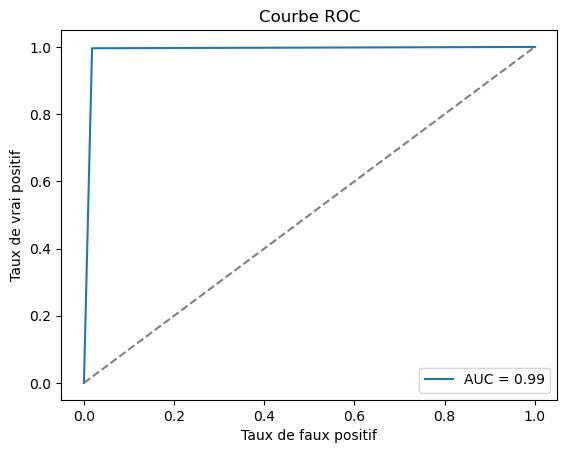 Courbe ROC
Taux de vrai positif
1.0
0.8
0.6
0.4
0.2
0.0
0.0 0.2 0.4 0.6 0.8 1.0
Taux de faux positif
AUC = 0.99